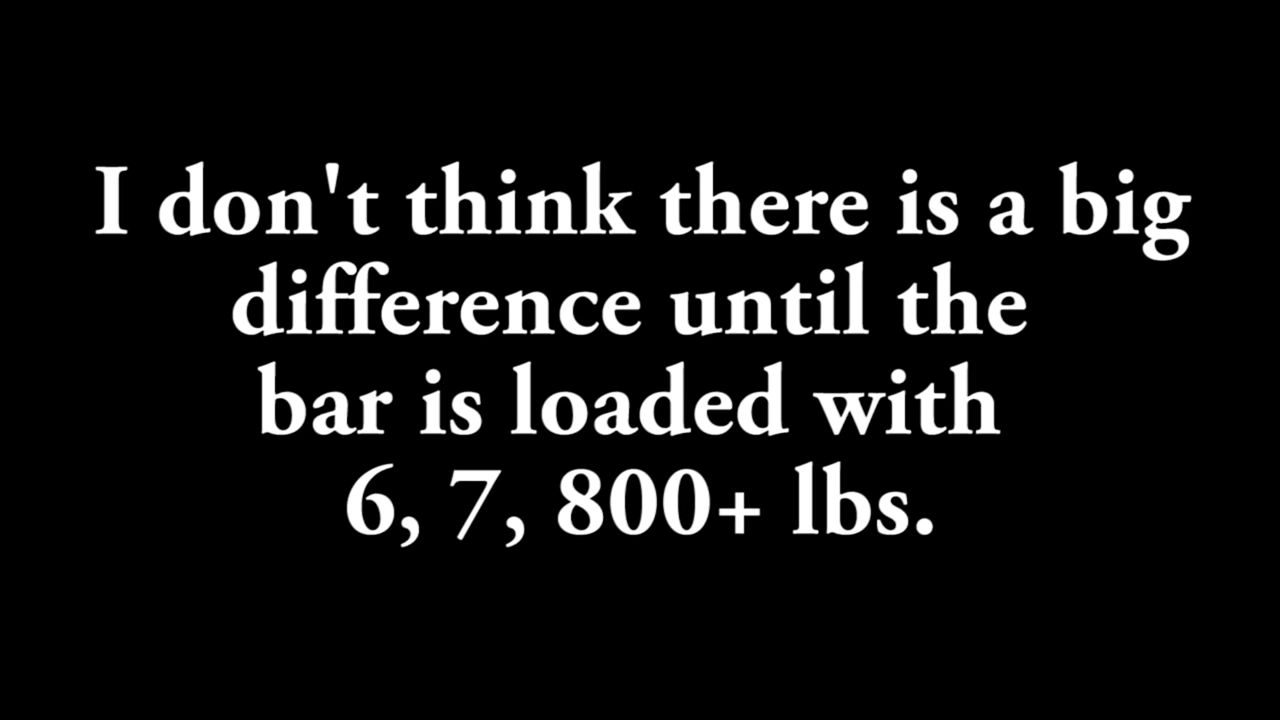 I don't think there is a big
difference until the
bar is loaded with
6, 7, 800+ lbs.